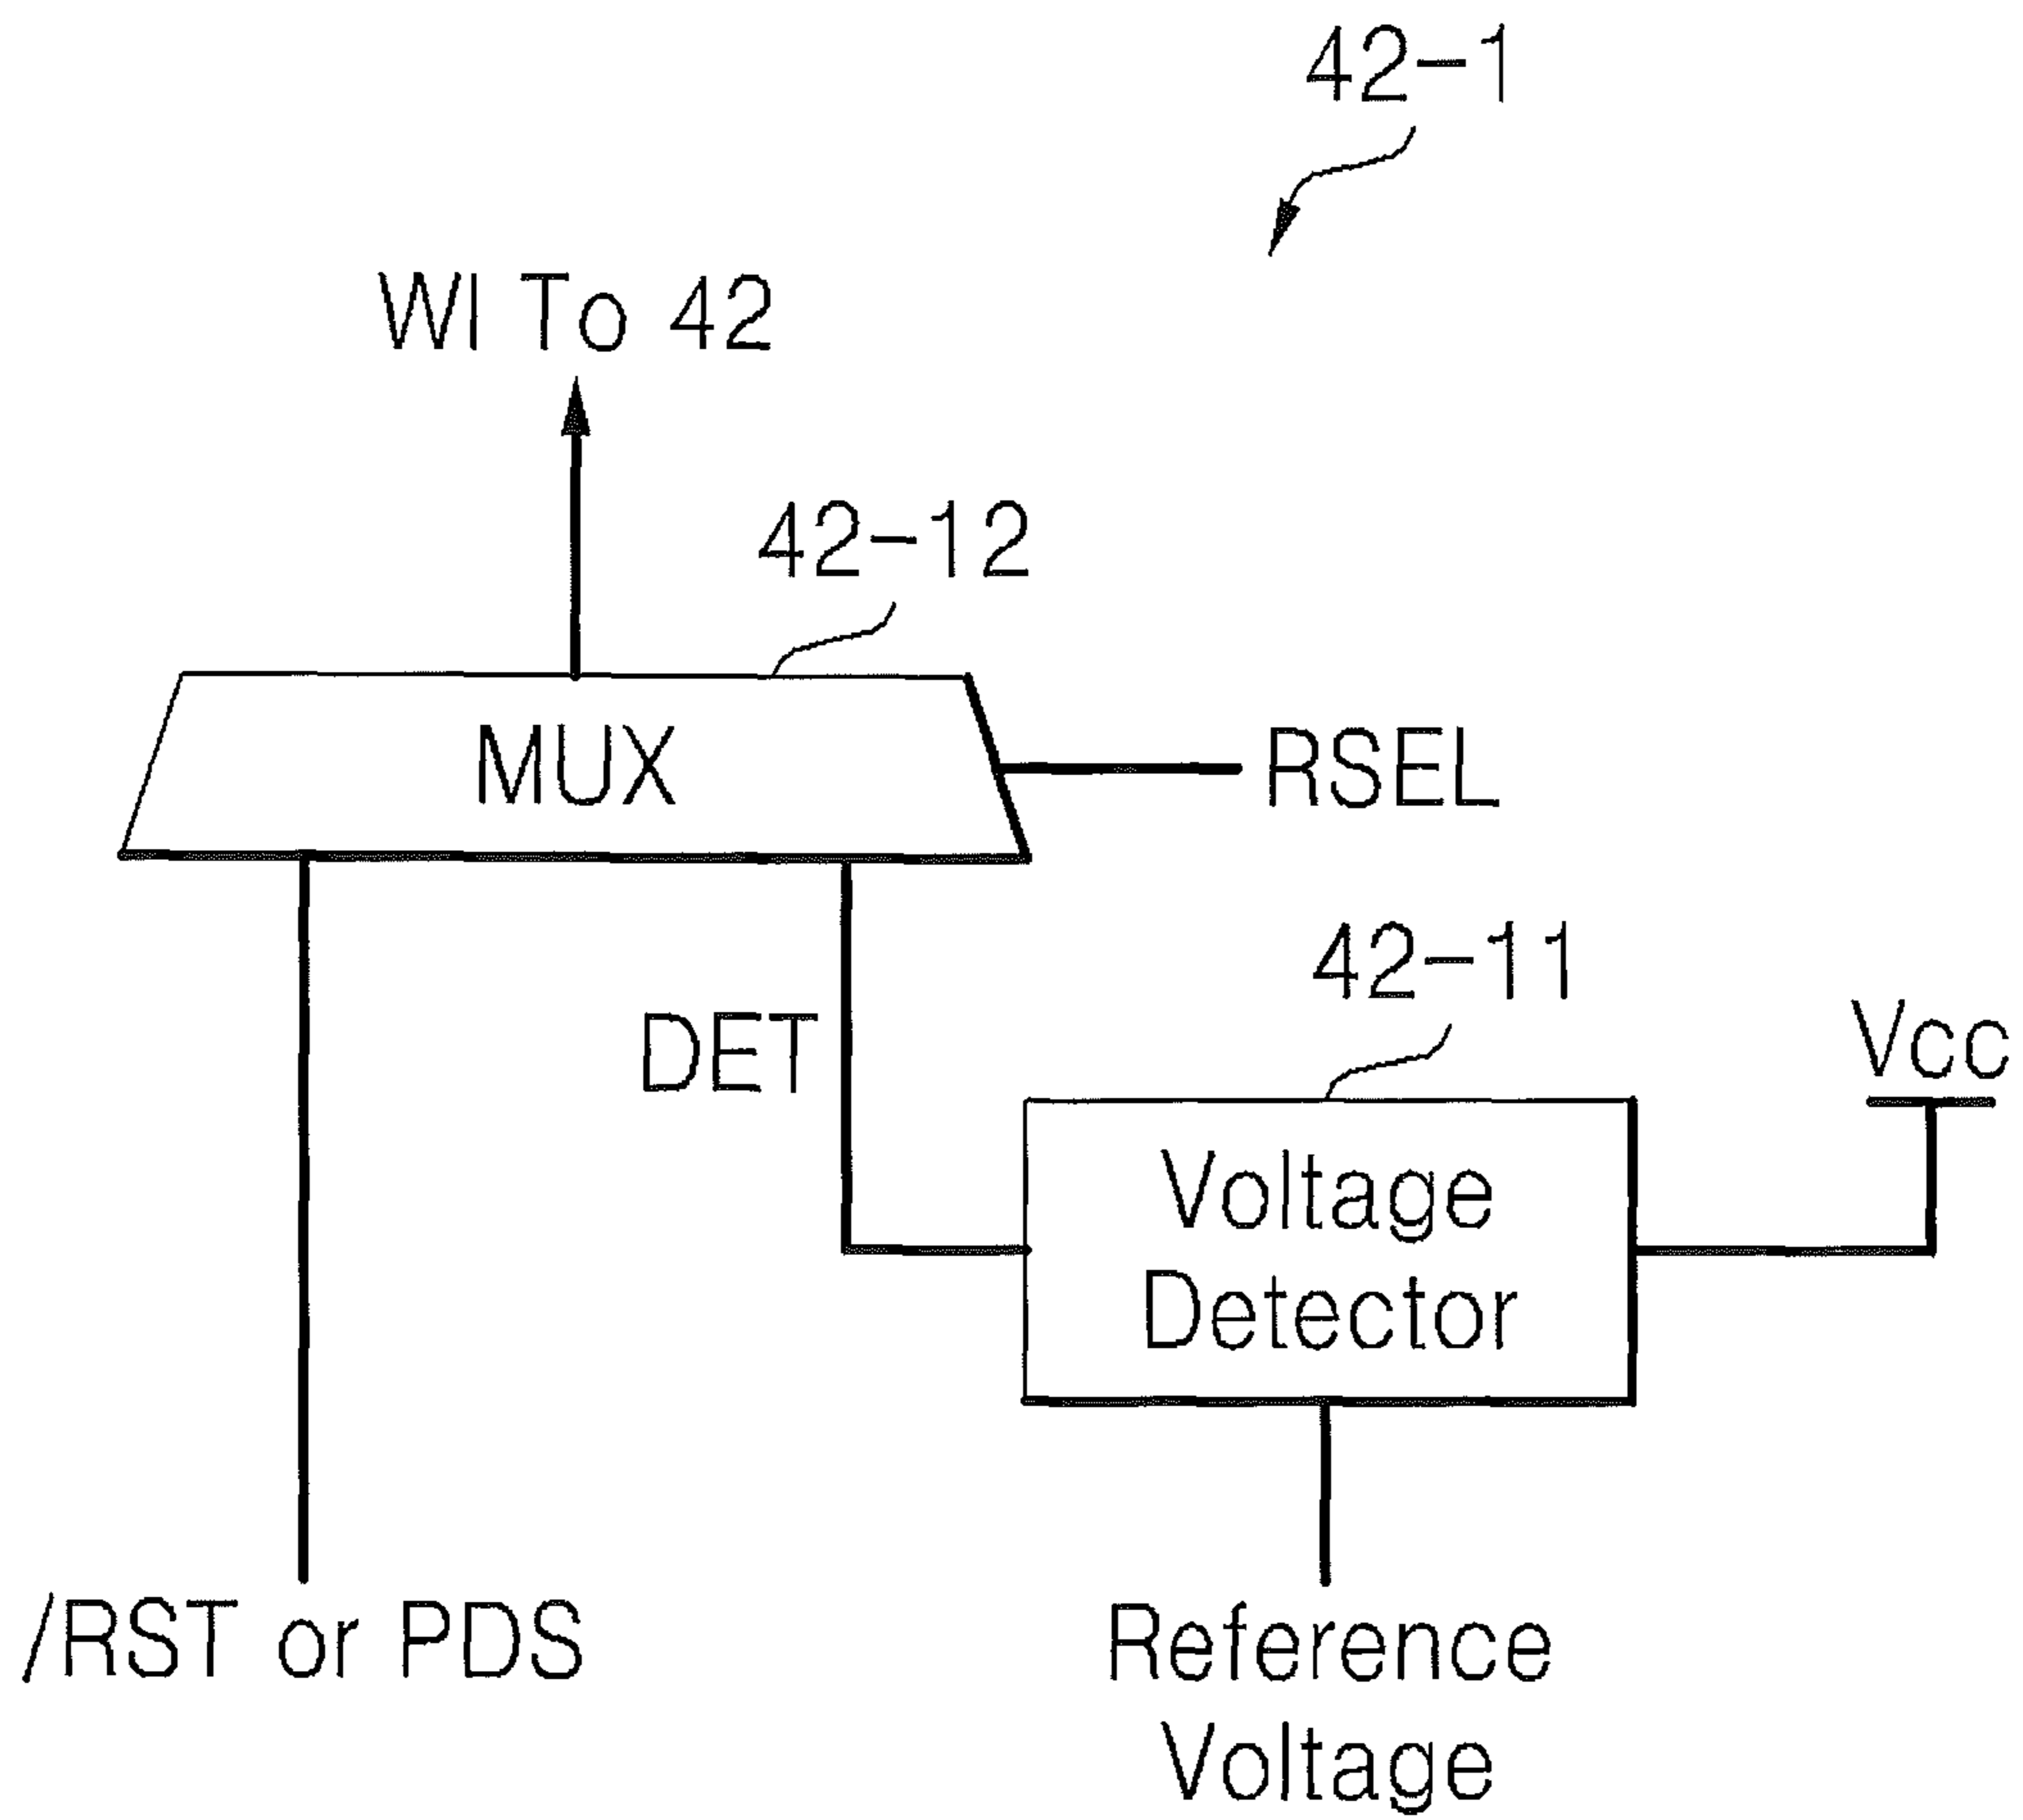 42-1
WI To 42
42-12
MUX
RSEL
42-11
DET
Vcc
Voltage
Detector
/RST or PDS
Reference
Voltage